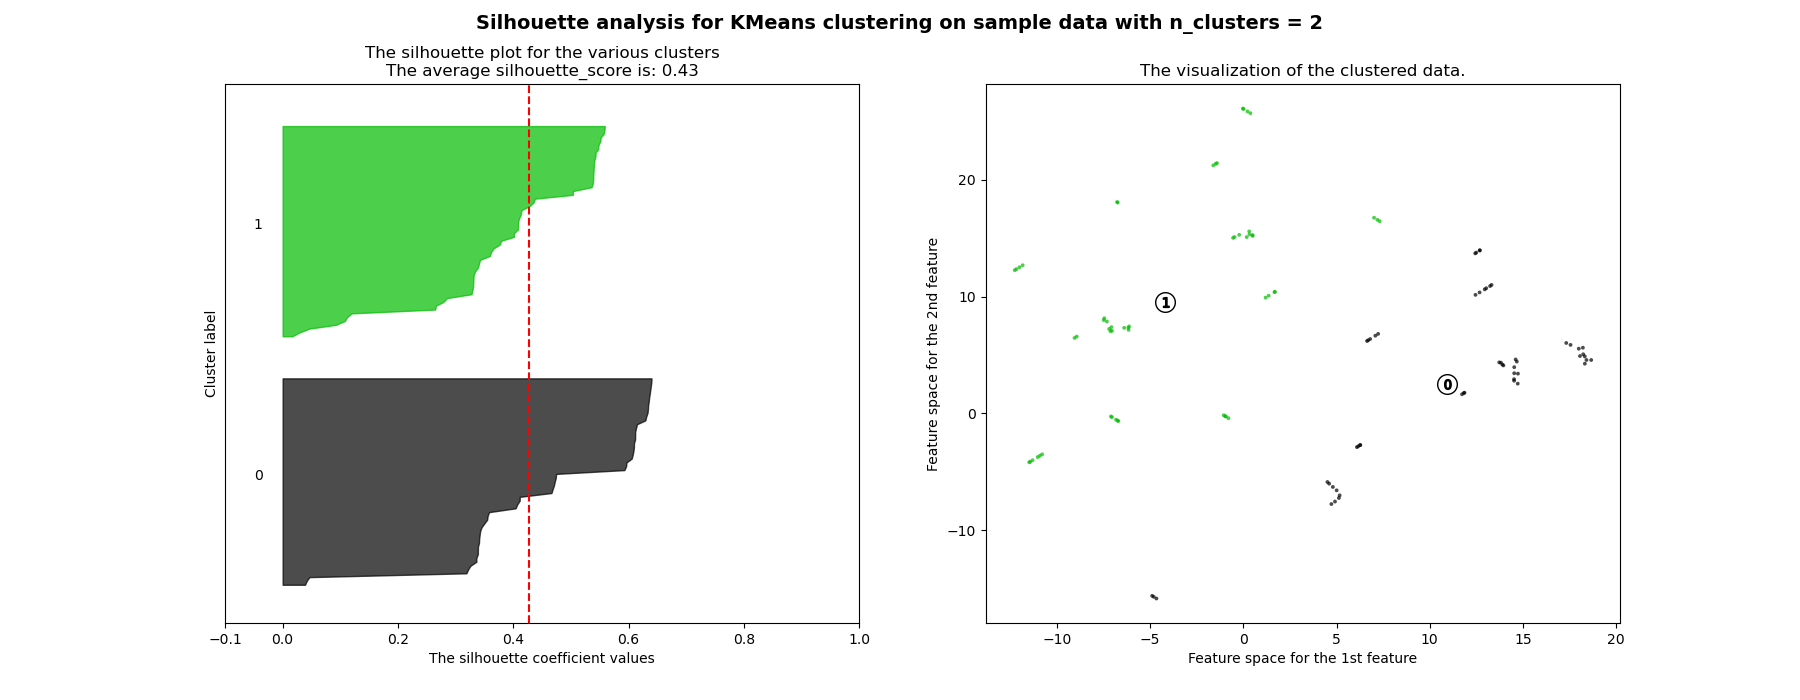 Silhouette analysis for KMeans clustering on sample data with n_clusters = 2
The silhouette plot for the various clusters
The average silhouette_score is: 0.43
Cluster label
1
0
−0.1 0.0 0.2 0.4 0.6 0.8 1.0
The silhouette coefficient values
The visualization of the clustered data.
Feature space for the 2nd feature
20
10
0
−10
1
0
−10 −5 0 5 10 15 20
Feature space for the 1st feature